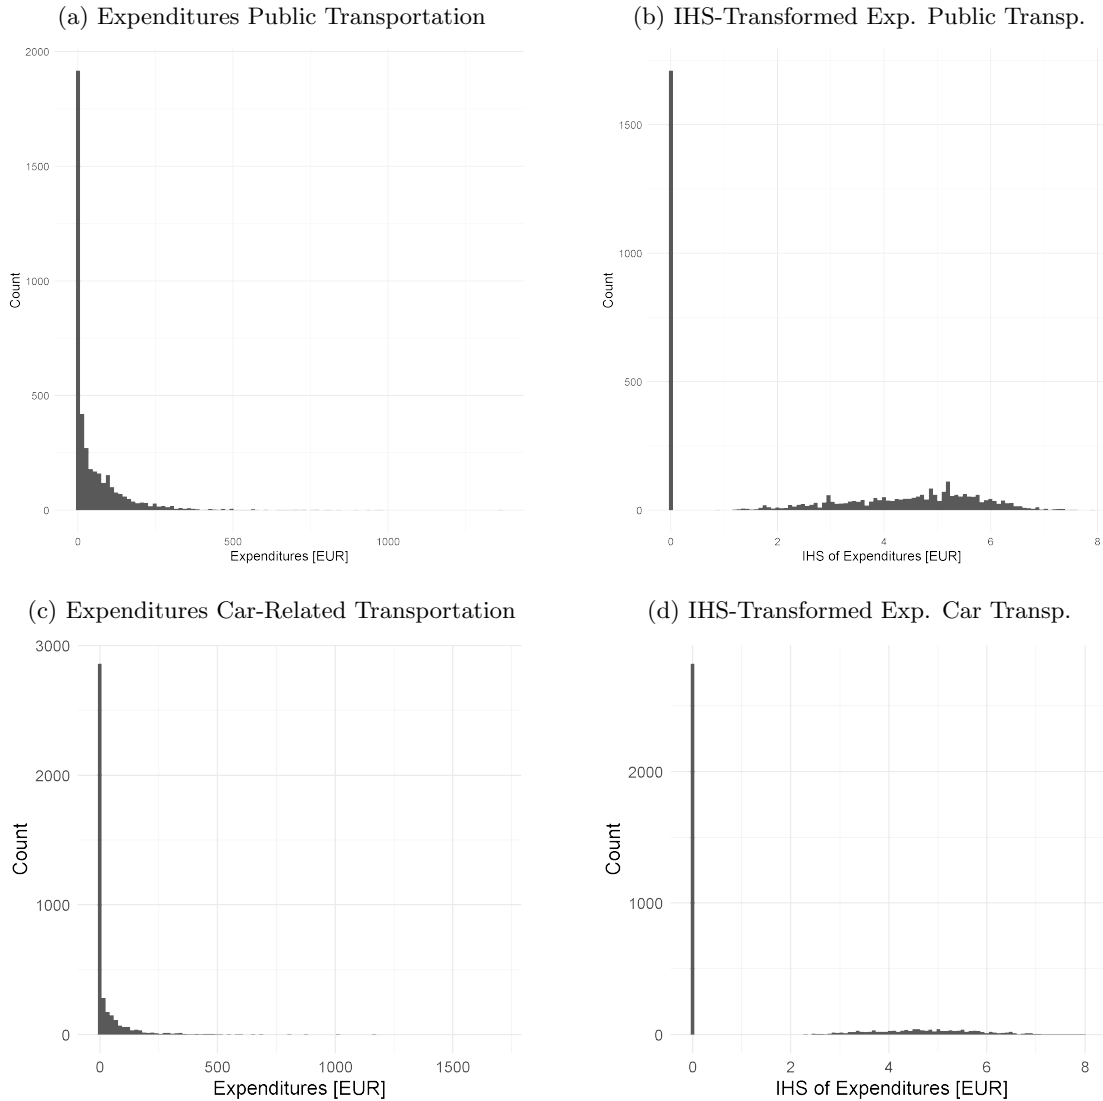 (a) Expenditures Public Transportation
2000
1500
1000
500
0
Count
0 500 1000
Expenditures [EUR]
(b) IHS-Transformed Exp. Public Transp.
1500
1000
500
0
Count
0 2 4 6 8
IHS of Expenditures [EUR]
(c) Expenditures Car-Related Transportation
3000
2000
1000
0
Count
0 500 1000 1500
Expenditures [EUR]
(d) IHS-Transformed Exp. Car Transp.
2000
1000
0
Count
0 2 4 6 8
IHS of Expenditures [EUR]